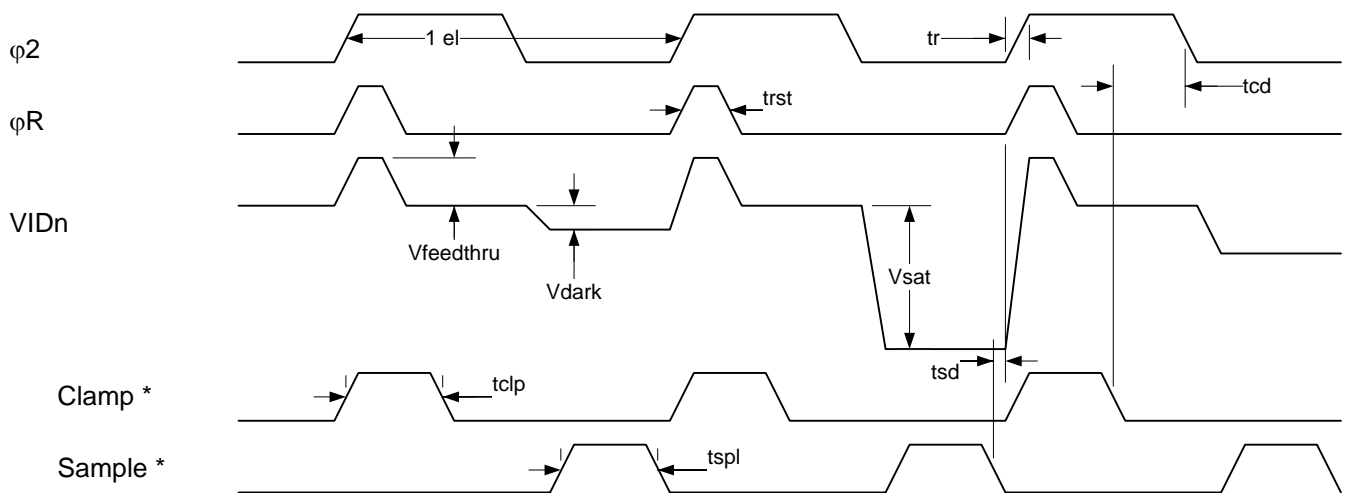 φ2
1 el
tr
tcd
φR
trst
VIDn
Vfeedthru
Vdark
Vsat
tsd
Clamp *
tclp
Sample *
tspl